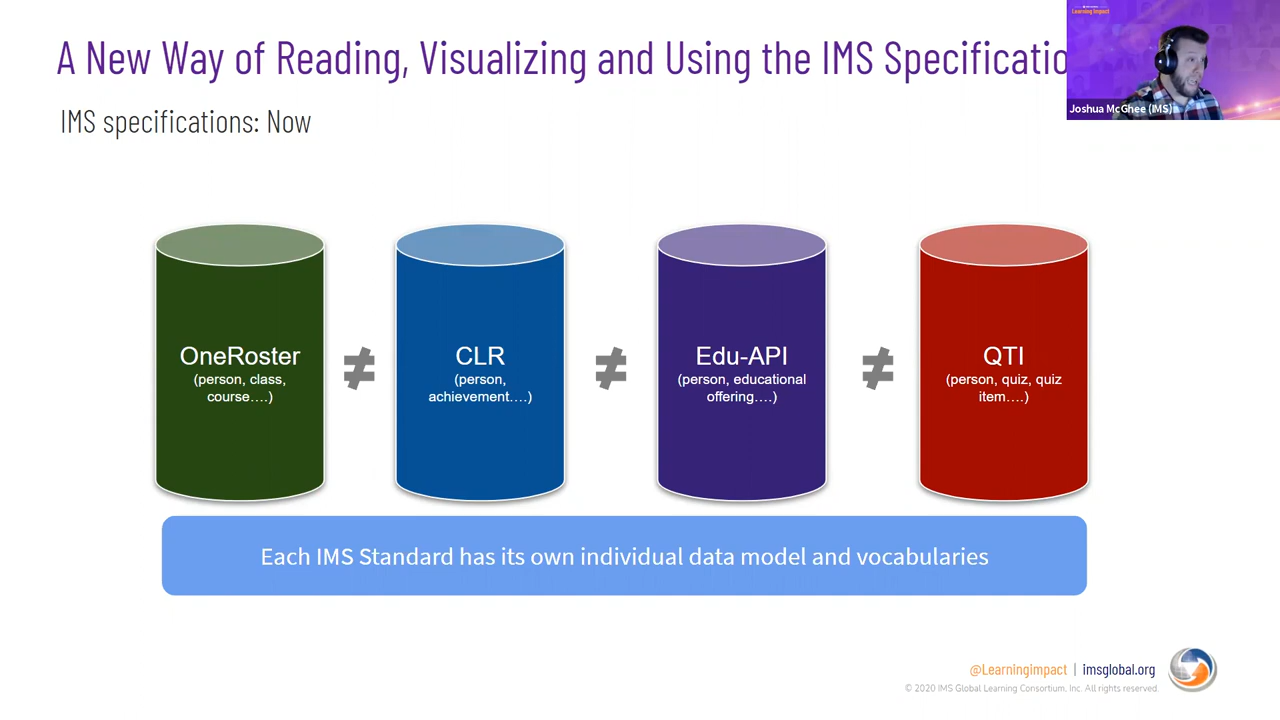 A New Way of Reading, Visualizing and Using the IMS Specificatio
IMS specifications: Now
Learning Impact
Joshua McGhee (IMS)
OneRoster
(person, class,
course....)
≠
CLR
(person,
achievement....)
≠
Edu-API
(person, educational
offering....)
≠
QTI
(person, quiz, quiz
item....)
Each IMS Standard has its own individual data model and vocabularies
@Learningimpact | imsglobal.org
© 2020 IMS Global Learning Consortium, Inc. All rights reserved.